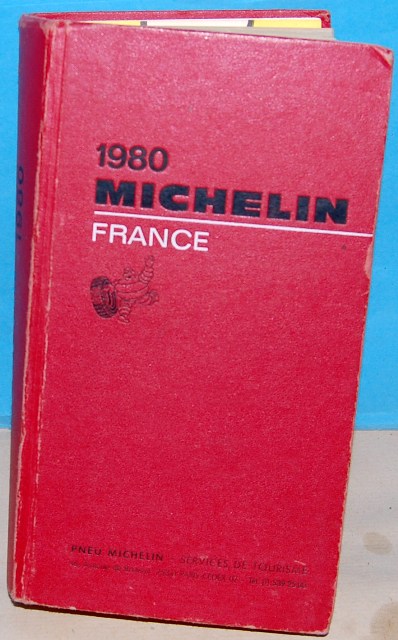 1980
MICHELIN
FRANCE
PNEU MICHELIN - SERVICES DE TOURISME
1980